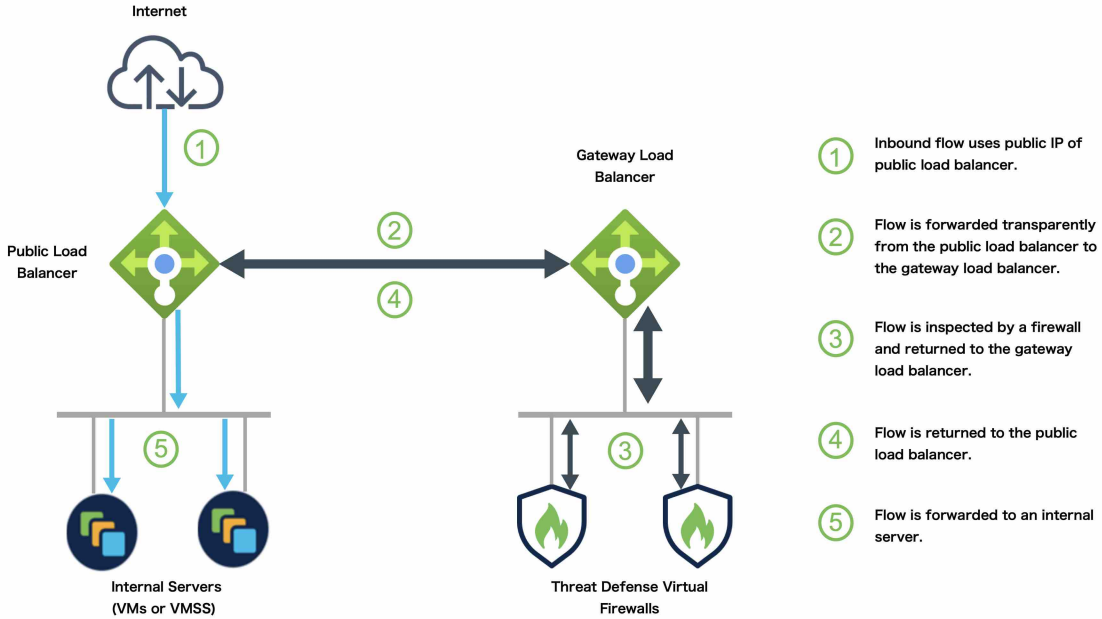 Internet
1
Gateway Load
Balancer
Public Load
Balancer
2
4
5
3
Internal Servers
(VMs or VMSS)
Threat Defense Virtual
Firewalls
1
Inbound flow uses public IP of
public load balancer.
2
Flow is forwarded transparently
from the public load balancer to
the gateway load balancer.
3
Flow is inspected by a firewall
and returned to the gateway
load balancer.
4
Flow is returned to the public
load balancer.
5
Flow is forwarded to an internal
server.